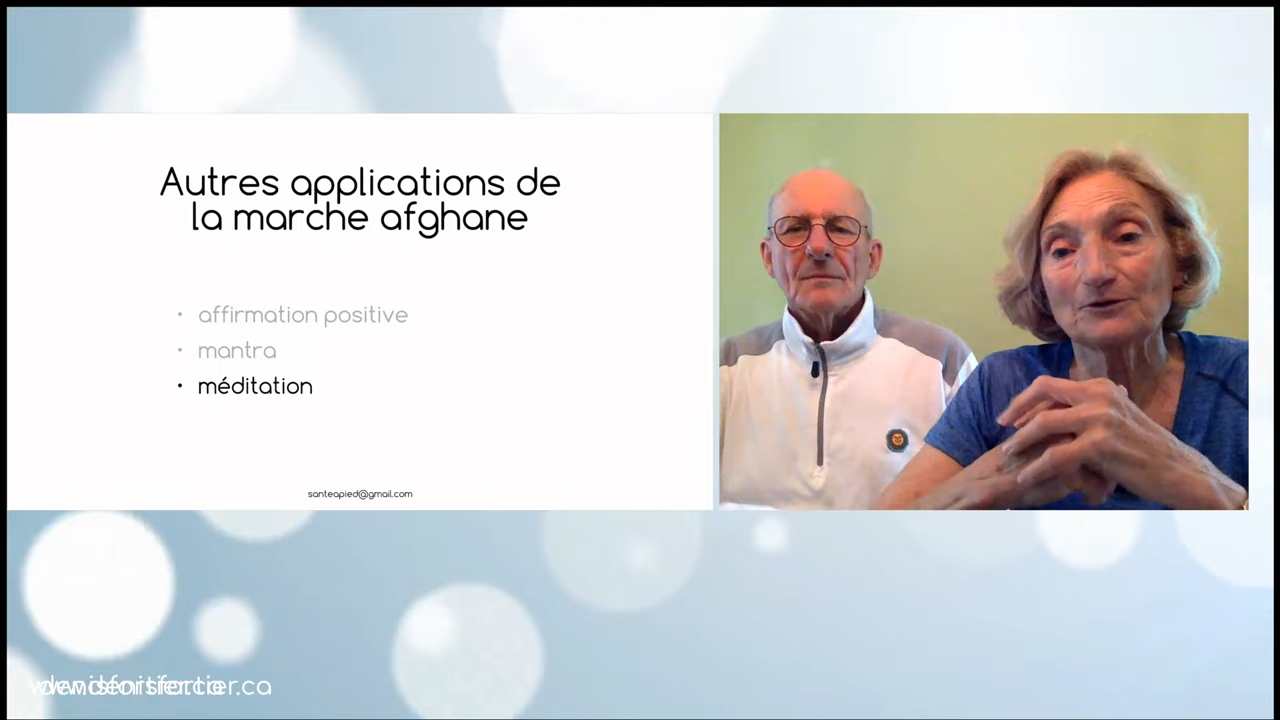 Autres applications de
la marche afghane
• affirmation positive
• mantra
• méditation
santeapied@gmail.com